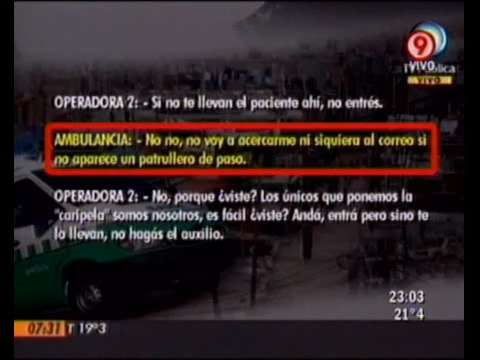 9
VIVO
VIVO
OPERADORA 2: - Si no te llevan el paciente ahí, no entrés.
AMBULANCIA: - No no, no voy a acercarme ni siquiera al correo si
no aparece un patrullero de paso.
OPERADORA 2: - No, porque ¿viste? Los únicos que ponemos la
"caripela" somos nosotros, es fácil ¿viste? Andá, entrá pero sino te
lo llevan, no hagás el auxilio.
23:03
21°4
07:31 T 19º3